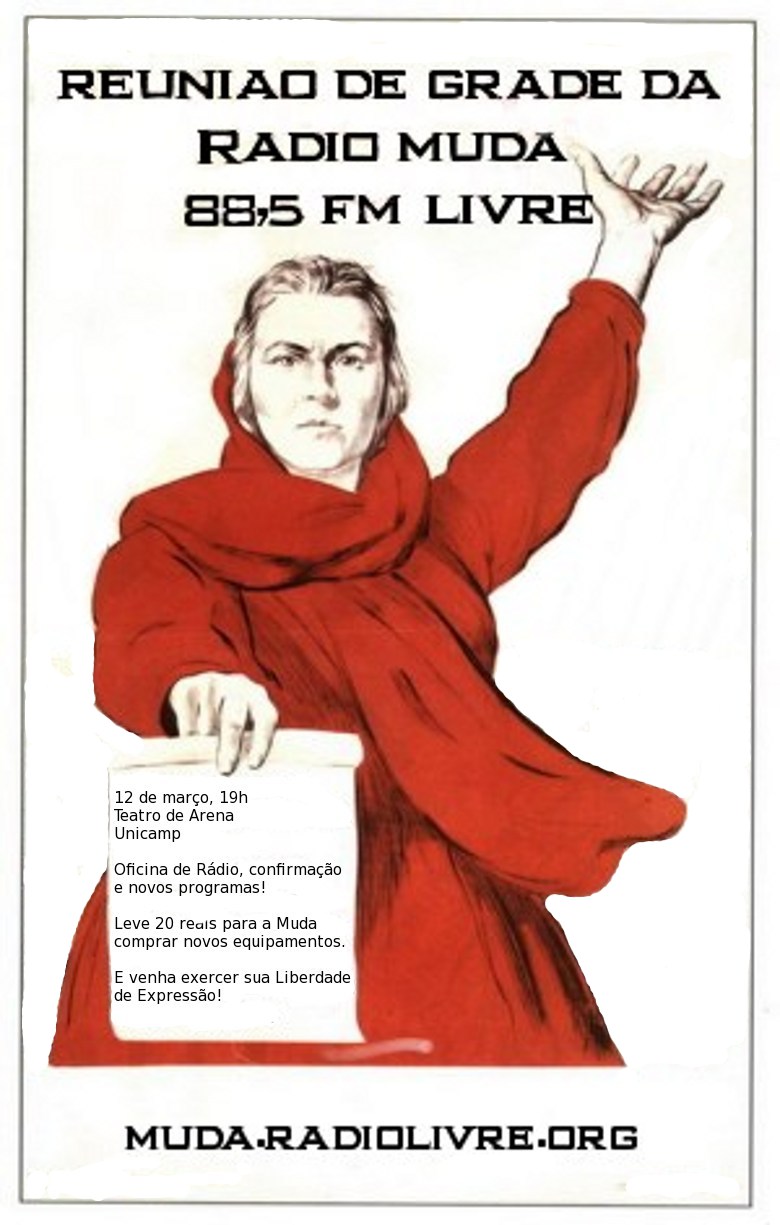 REUNIAO DE GRADE DA
RADIO MUDA
88,5 FM LIVRE
12 de março, 19h
Teatro de Arena
Unicamp
Oficina de Rádio, confirmação
e novos programas!
Leve 20 reais para a Muda
comprar novos equipamentos.
E venha exercer sua Liberdade
de Expressão!
MUDA.RADIOLIVRE.ORG